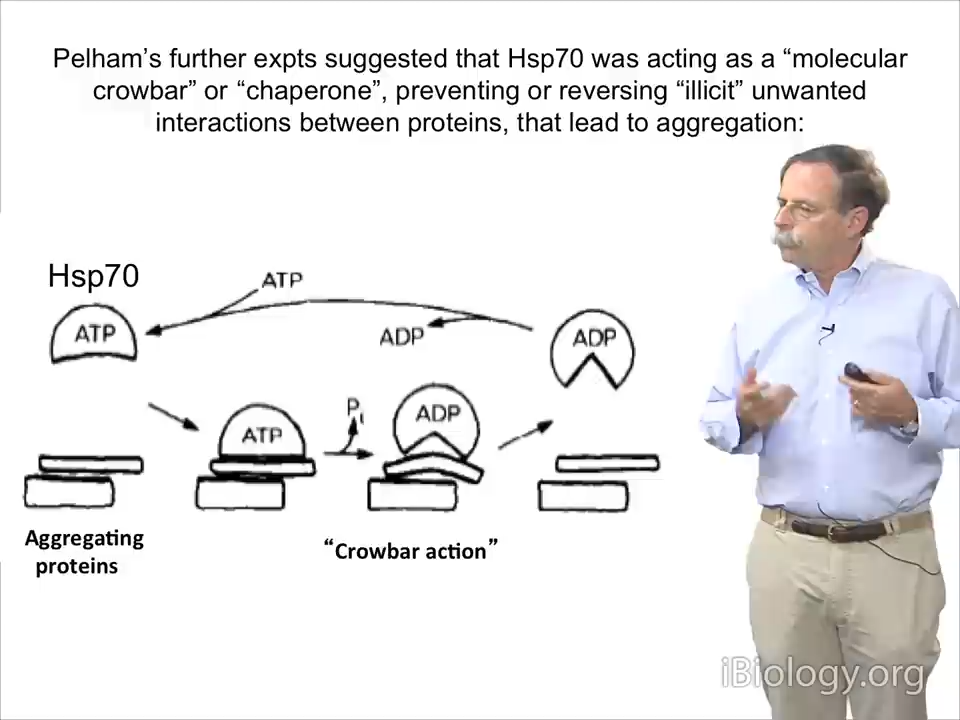 Pelham’s further expts suggested that Hsp70 was acting as a “molecular
crowbar” or “chaperone”, preventing or reversing “illicit” unwanted
interactions between proteins, that lead to aggregation:
Hsp70
ATP
ATP
ADP
ADP
ATP
Pi
ADP
Aggregating
proteins
“Crowbar action”
iBiology.org